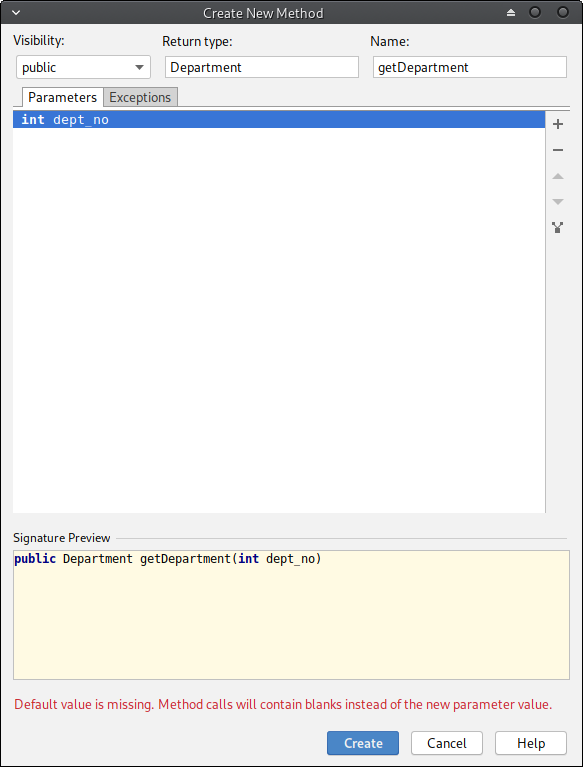 Create New Method
Visibility: Return type: Name:
public Department getDepartment
Parameters Exceptions
int dept_no
Signature Preview
public Department getDepartment(int dept_no)
Default value is missing. Method calls will contain blanks instead of the new parameter value.
Create Cancel Help